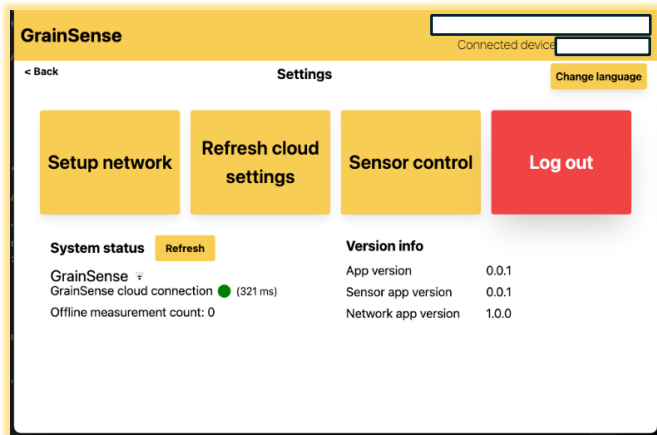 GrainSense
Connected device
< Back
Settings
Change language
Setup network
Refresh cloud
settings
Sensor control
Log out
System status
Refresh
GrainSense
GrainSense cloud connection (321 ms)
Offline measurement count: 0
Version info
App version 0.0.1
Sensor app version 0.0.1
Network app version 1.0.0